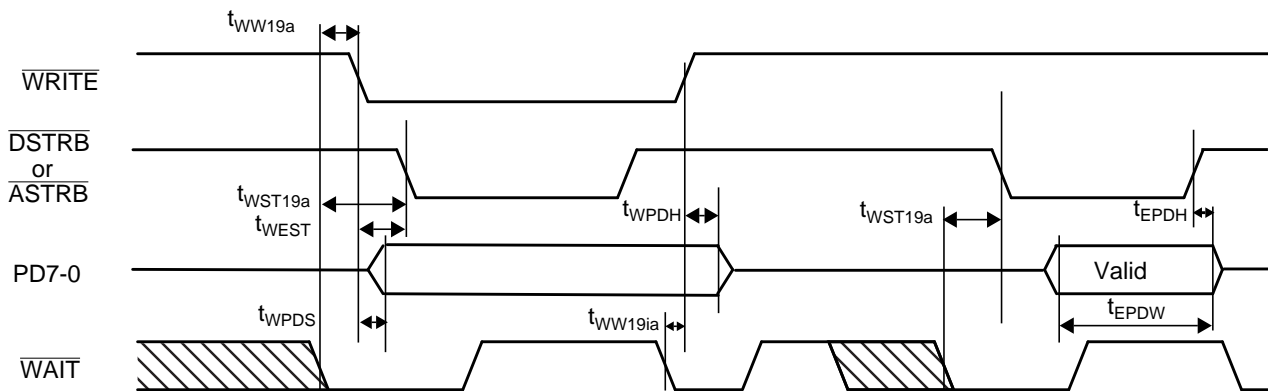 tWW19a
WRITE
DSTRB
or
ASTRB
tWST19a
tWPDH
tWST19a
tEPDH
tWEST
PD7-0
Valid
tWPDS
tWW19ia
tEPDW
WAIT